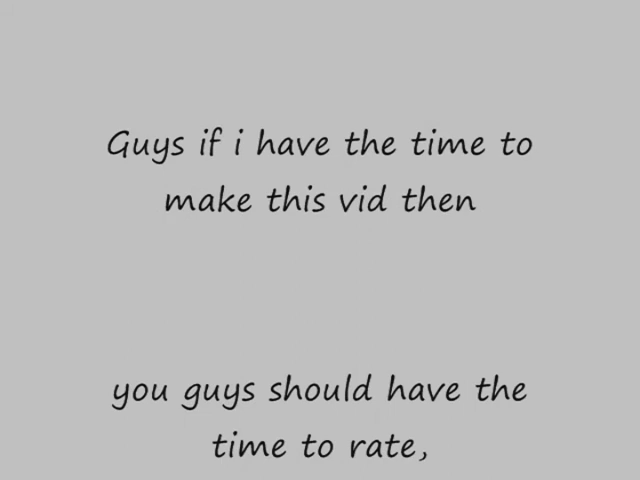 Guys if i have the time to
make this vid then
you guys should have the
time to rate,